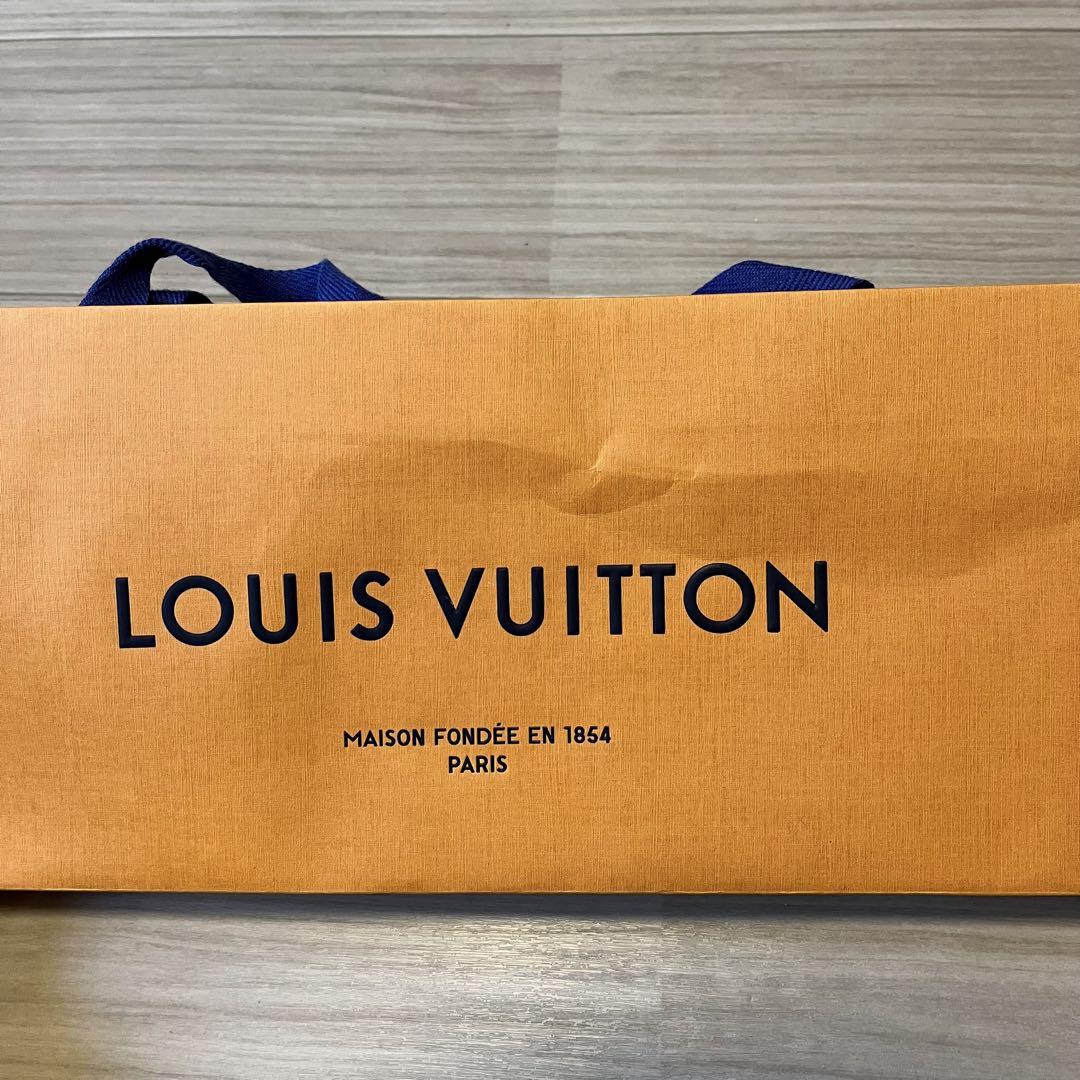 LOUIS VUITTON
MAISON FONDÉE EN 1854
PARIS